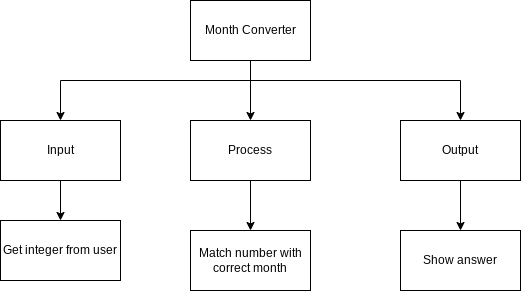 Month Converter
Input
Process
Output
Get integer from user
Match number with
correct month
Show answer